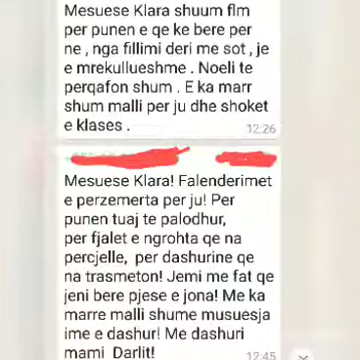 Mesuese Klara shuum flm
per punen e qe ke bere per
ne , nga fillimi deri me sot , je
e mrekullueshme . Noeli te
perqafon shum . E ka marr
shum malli per ju dhe shoket
e klases .
12:26
Mesuese Klara! Falenderimet
e perzemerta per ju! Per
punen tuaj te palodhur,
per fjalet e ngrohta qe na
percjelle, per dashurine qe
na trasmeton! Jemi me fat qe
jeni bere pjese e jona! Me ka
marre malli shume musuesja
ime e dashur! Me dashuri
mami Darlit!
12:45